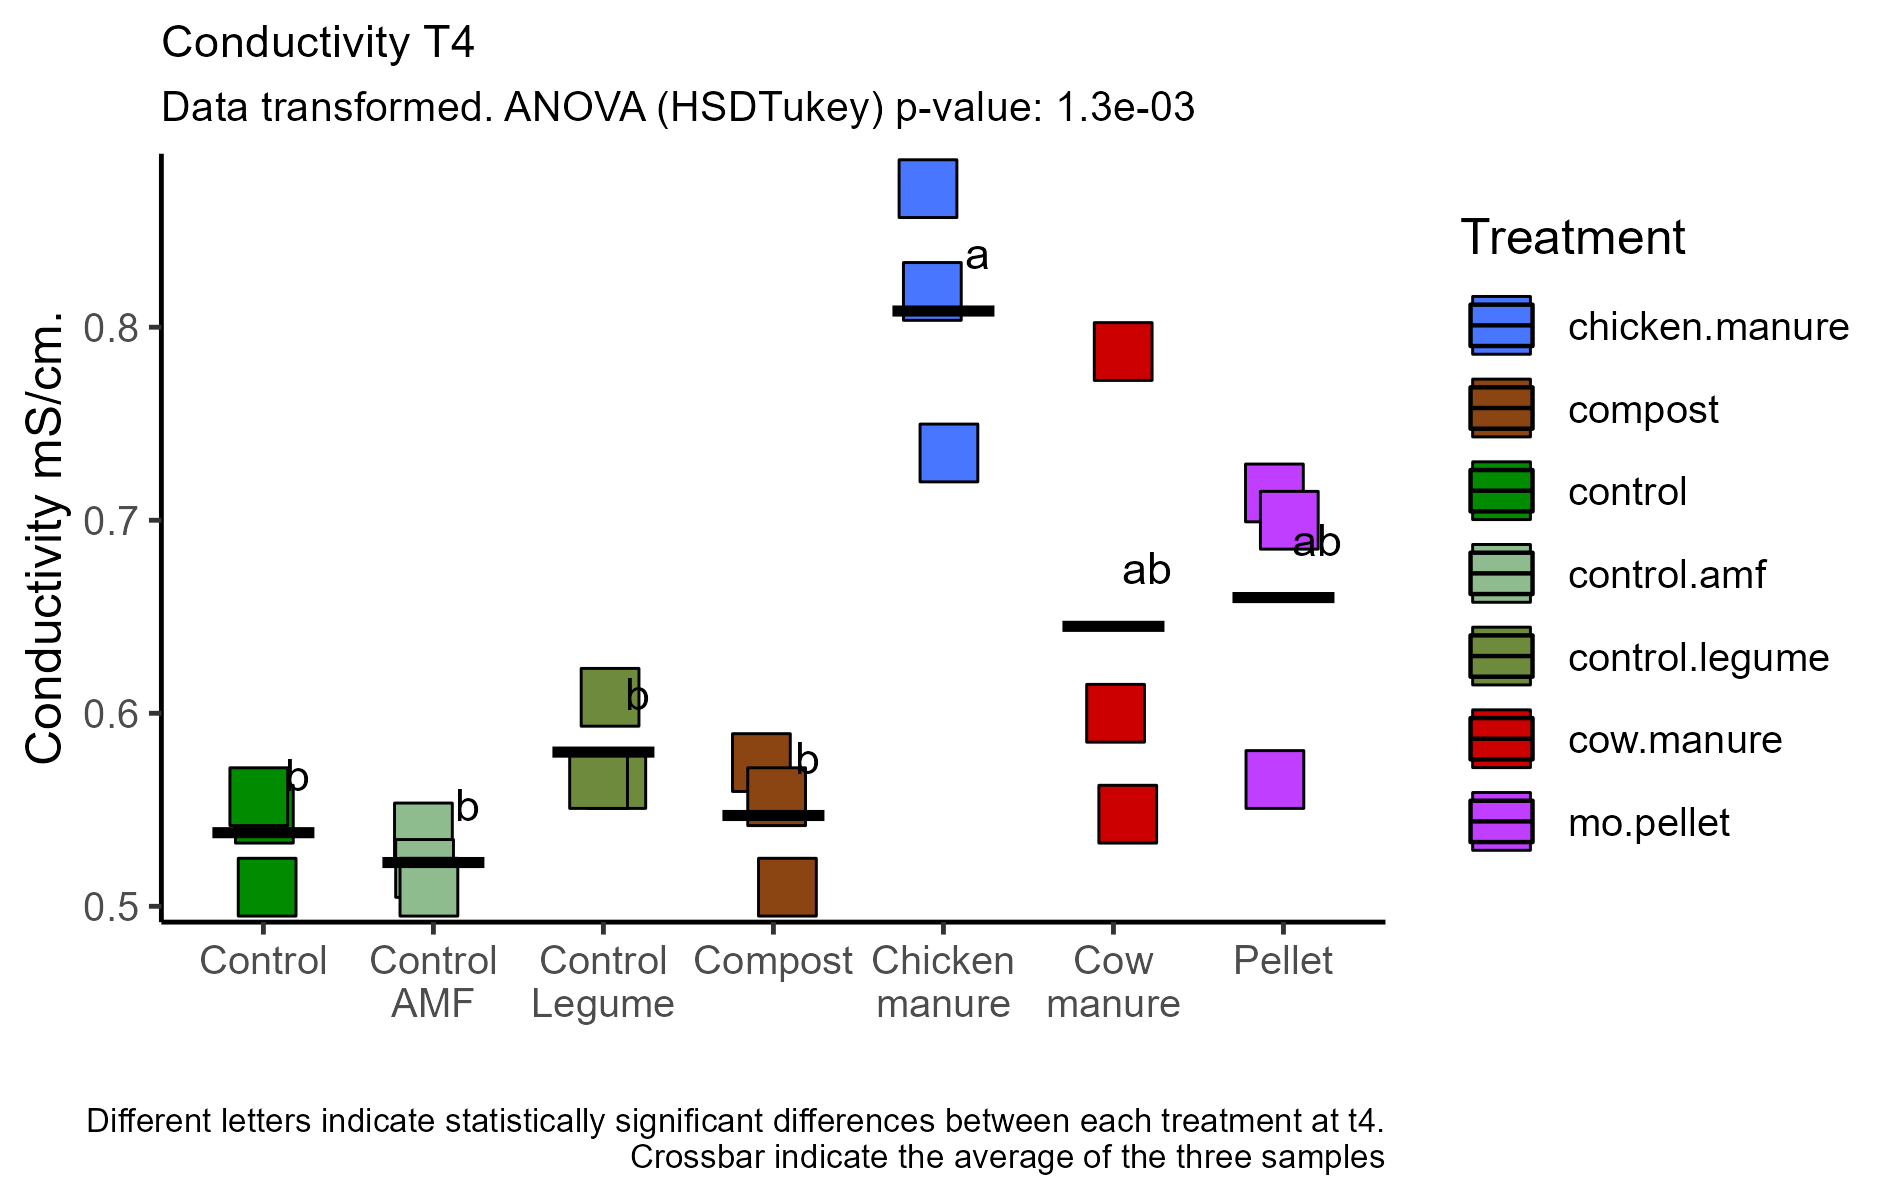 Conductivity T4
Data transformed. ANOVA (HSDTukey) p-value: 1.3e-03
Conductivity mS/cm.
0.8
0.7
0.6
0.5
a
ab
ab
b
b
b
b
Control
Control
AMF
Control
Legume
Compost
Chicken
manure
Cow
manure
Pellet
Treatment
chicken.manure
compost
control
control.amf
control.legume
cow.manure
mo.pellet
Different letters indicate statistically significant differences between each treatment at t4.
Crossbar indicate the average of the three samples